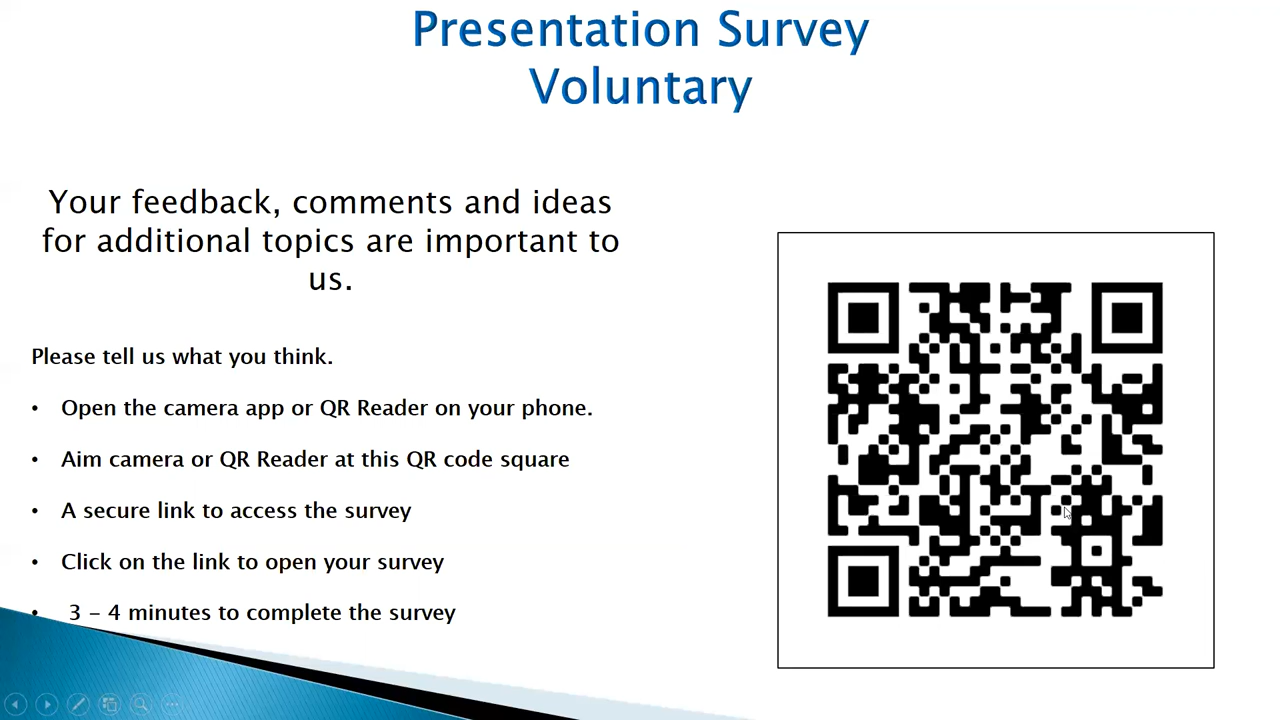 Presentation Survey
Voluntary
Your feedback, comments and ideas
for additional topics are important to
us.
Please tell us what you think.
• Open the camera app or QR Reader on your phone.
• Aim camera or QR Reader at this QR code square
• A secure link to access the survey
• Click on the link to open your survey
• 3 – 4 minutes to complete the survey